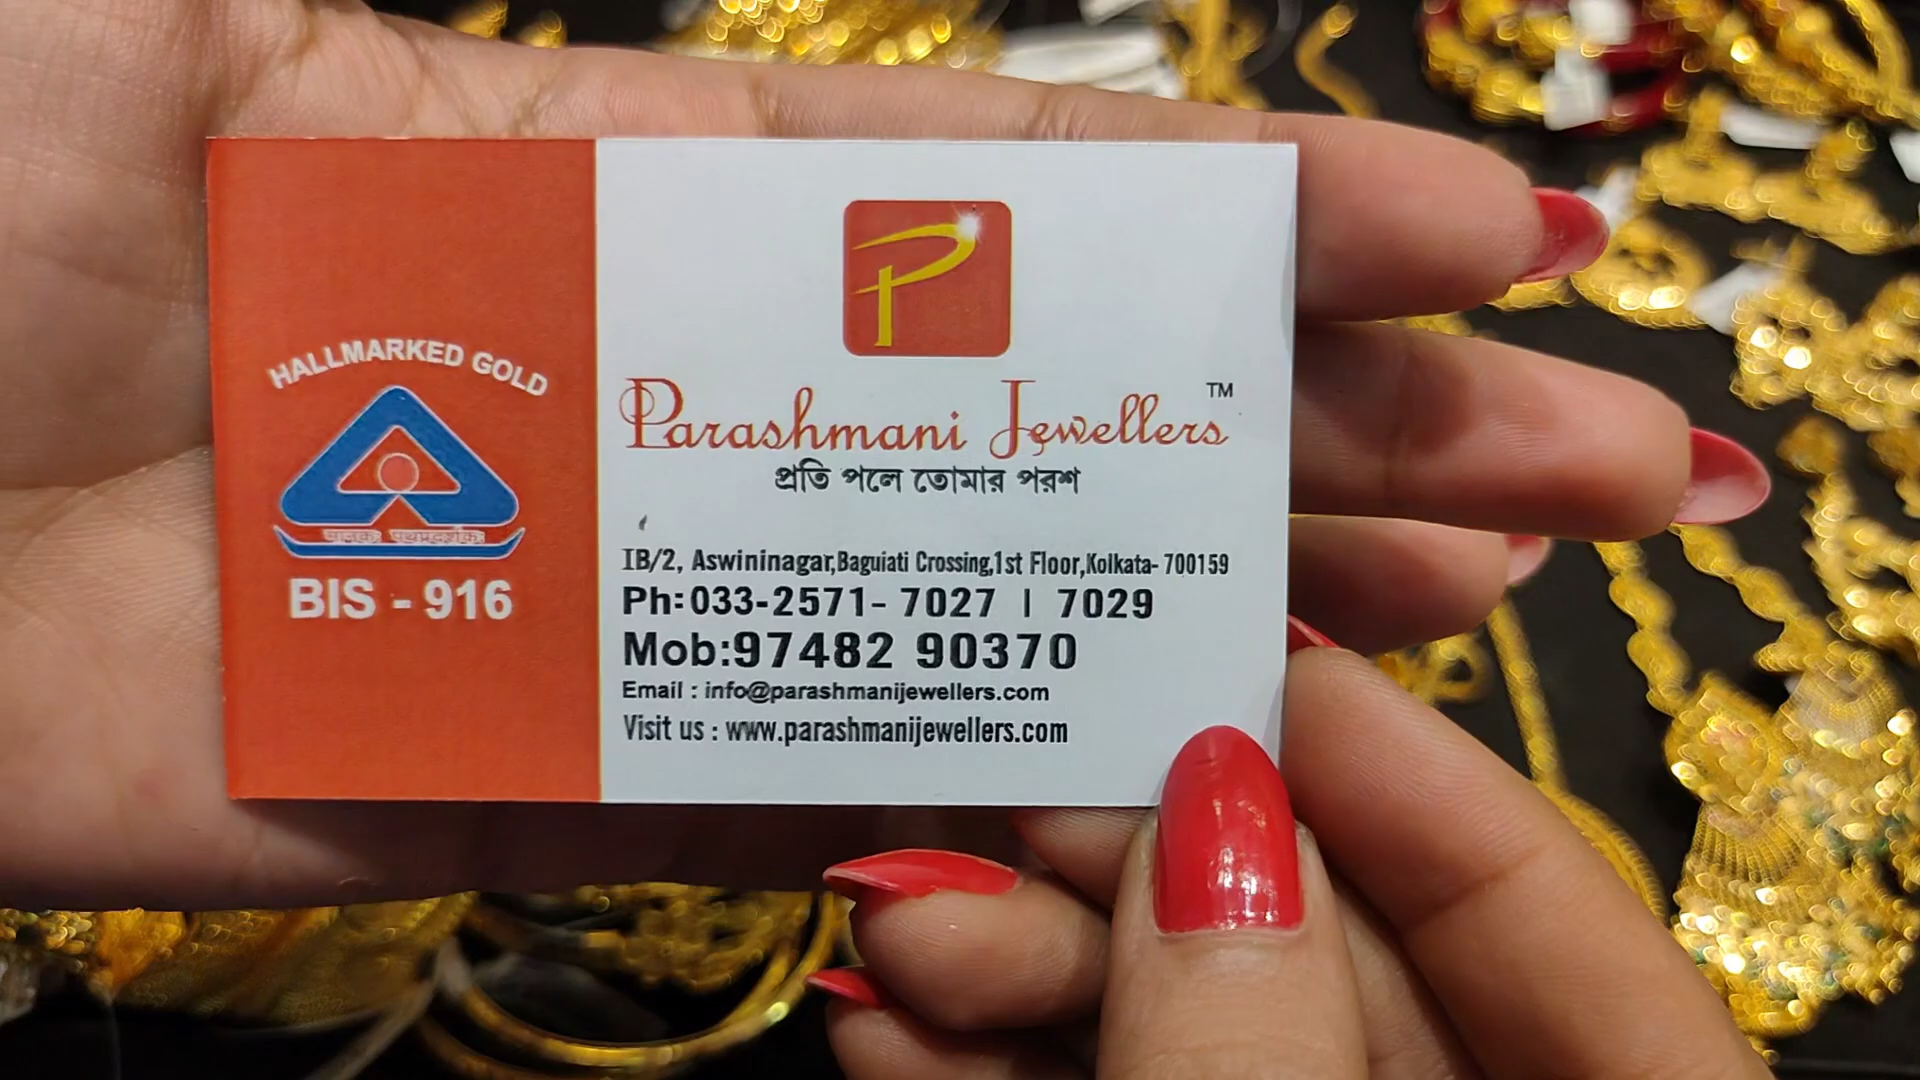 HALLMARKED GOLD
BIS - 916
P
Parashmani Jewellers™
প্রতি পলে তোমার পরশ
IB/2, Aswininagar,Baguiati Crossing,1st Floor,Kolkata- 700159
Ph:033-2571- 7027 | 7029
Mob:97482 90370
Email : info@parashmanijewellers.com
Visit us : www.parashmanijewellers.com